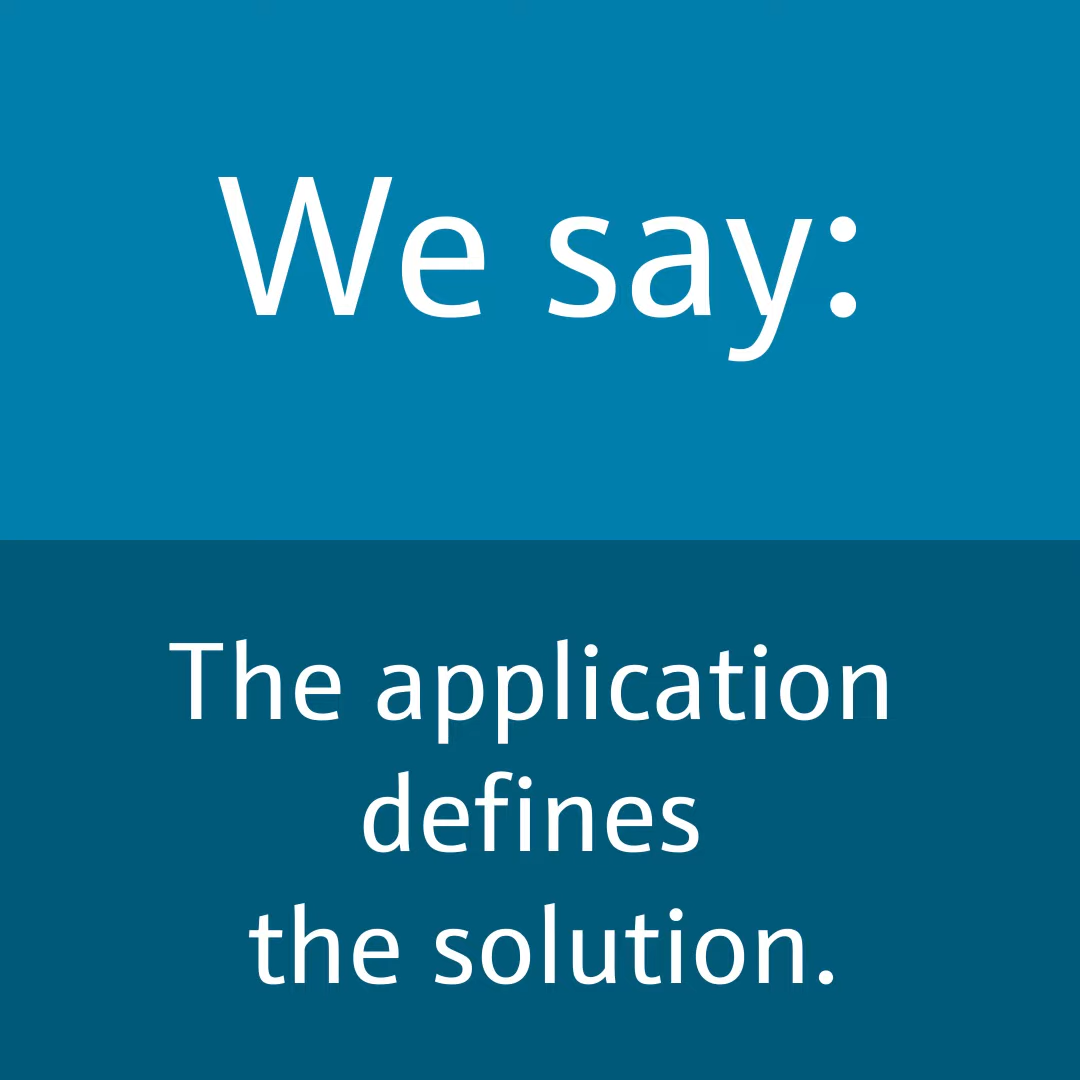 We say:
The application
defines
the solution.